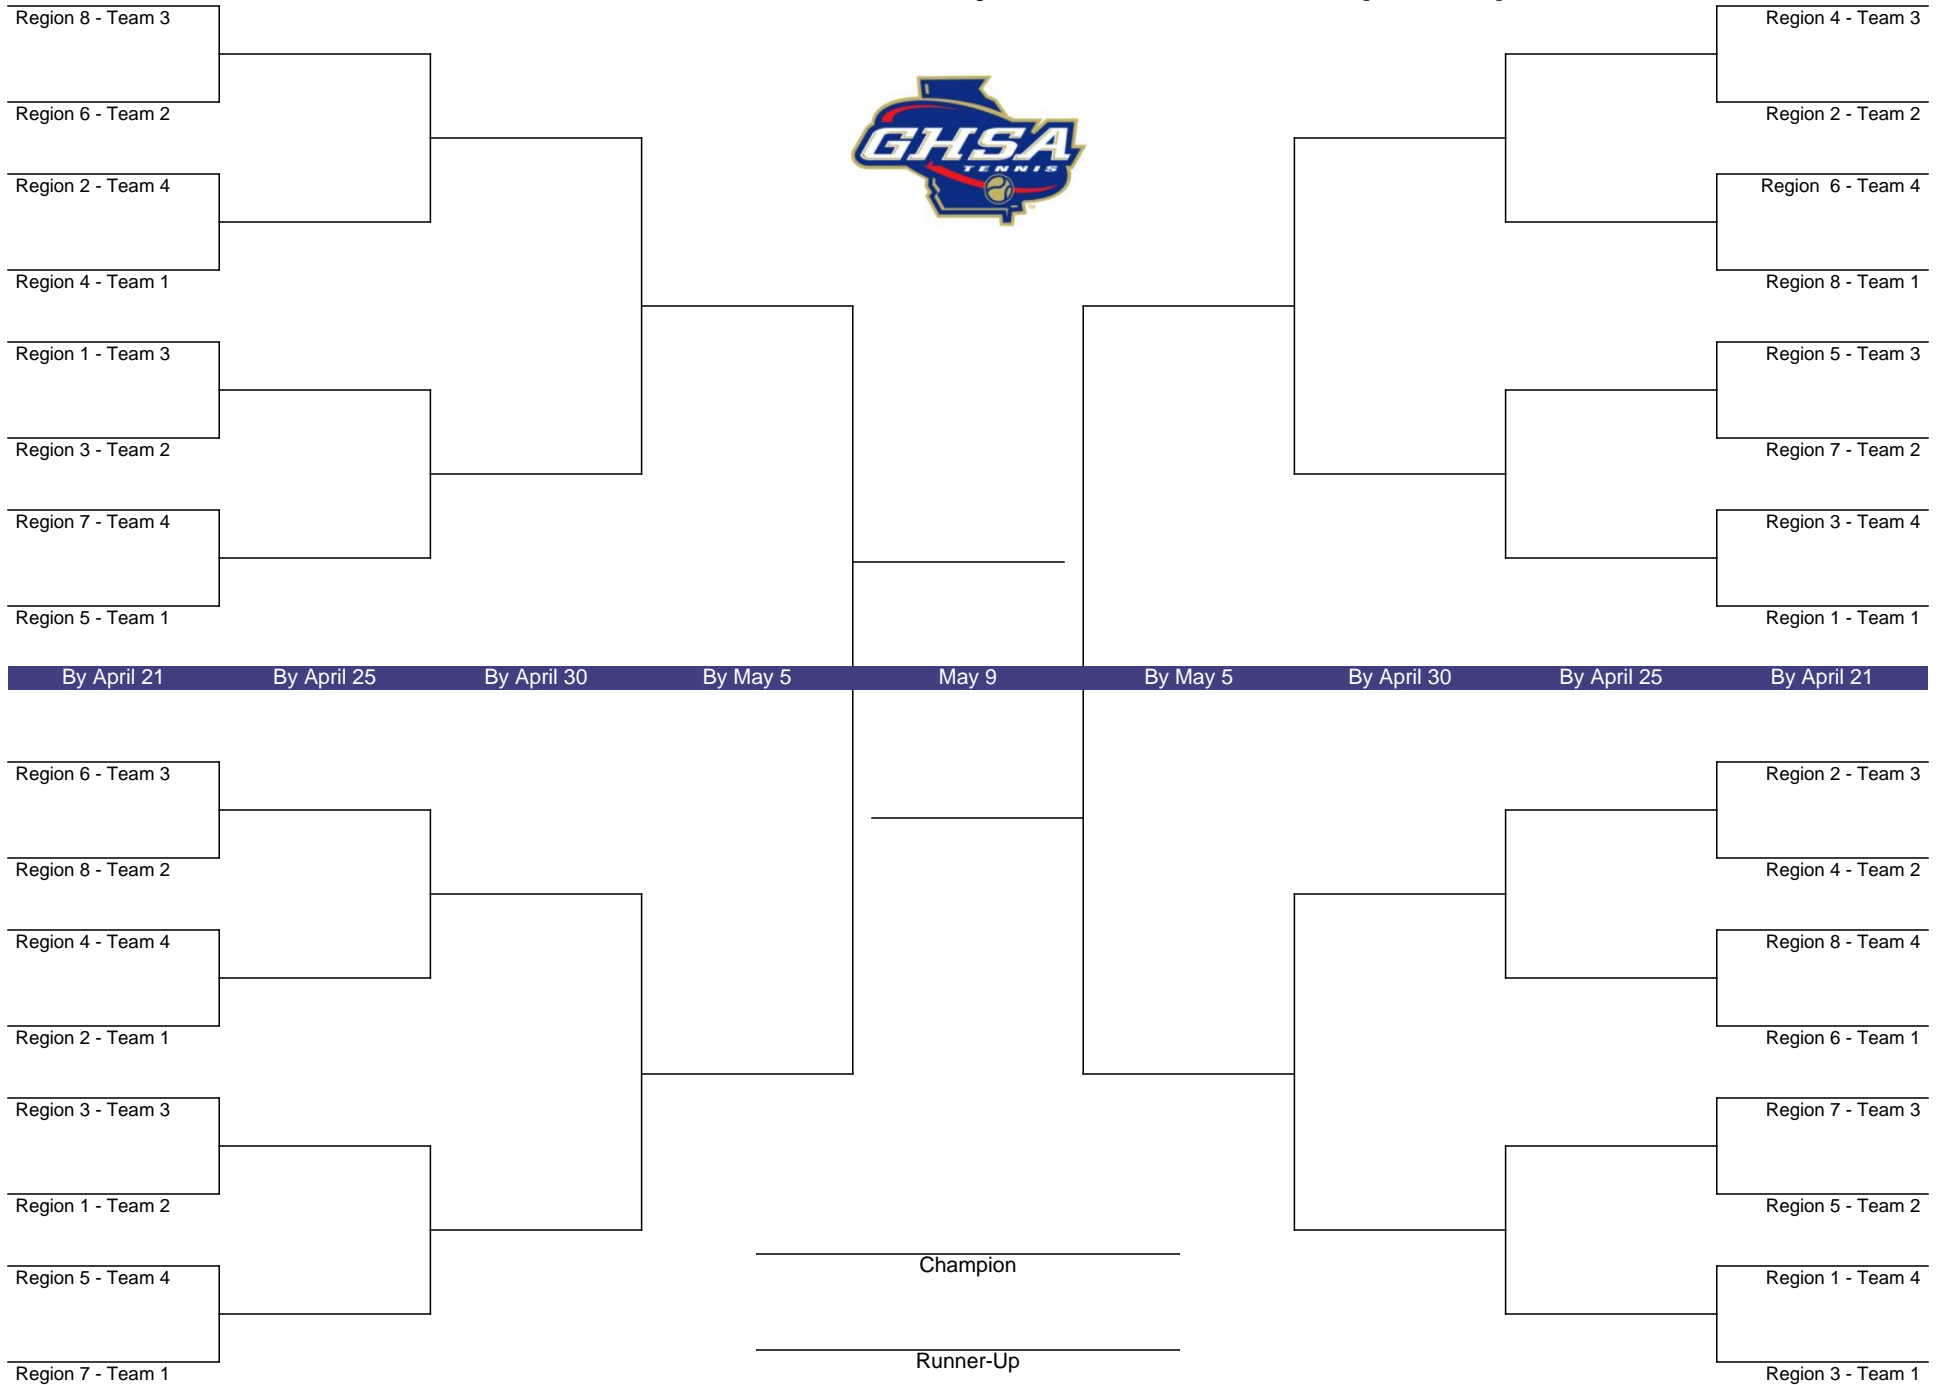 Region 8 - Team 3
Region 6 - Team 2
Region 2 - Team 4
Region 4 - Team 1
Region 1 - Team 3
Region 3 - Team 2
Region 7 - Team 4
Region 5 - Team 1
GHSA
TENNIS
TM
Region 4 - Team 3
Region 2 - Team 2
Region  6 - Team 4
Region 8 - Team 1
Region 5 - Team 3
Region 7 - Team 2
Region 3 - Team 4
Region 1 - Team 1
By April 21 By April 25 By April 30 By May 5 May 9 By May 5 By April 30 By April 25 By April 21
Region 6 - Team 3
Region 8 - Team 2
Region 4 - Team 4
Region 2 - Team 1
Region 3 - Team 3
Region 1 - Team 2
Region 5 - Team 4
Region 7 - Team 1
Champion
Runner-Up
Region 2 - Team 3
Region 4 - Team 2
Region 8 - Team 4
Region 6 - Team 1
Region 7 - Team 3
Region 5 - Team 2
Region 1 - Team 4
Region 3 - Team 1